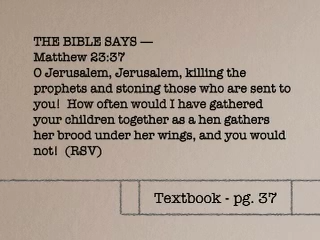 THE BIBLE SAYS —
Matthew 23:37
O Jerusalem, Jerusalem, killing the
prophets and stoning those who are sent to
you!  How often would I have gathered
your children together as a hen gathers
her brood under her wings, and you would
not!  (RSV)
Textbook - pg. 37